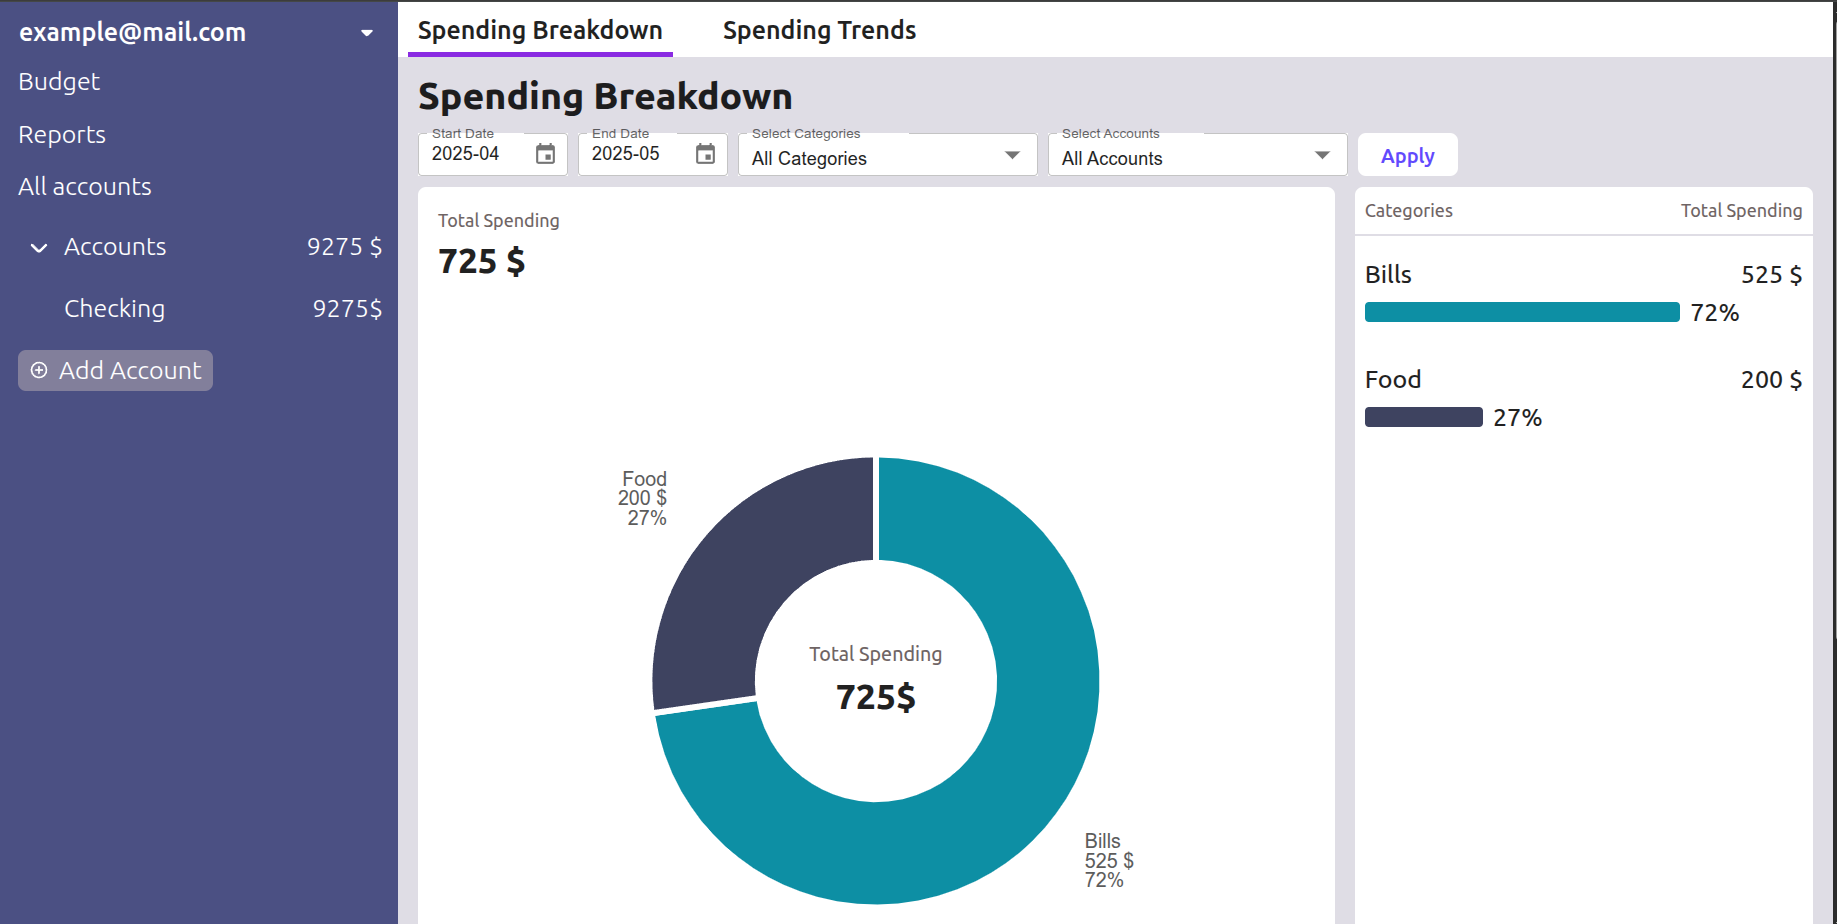 example@mail.com
Budget
Reports
All accounts
Accounts 9275 $
Checking 9275$
Add Account
Spending Breakdown Spending Trends
Spending Breakdown
Start Date End Date Select Categories Select Accounts
2025-04 2025-05 All Categories All Accounts Apply
Total Spending
725 $
Food
200 $
27%
Total Spending
725$
Bills
525 $
72%
Categories Total Spending
Bills 525 $
72%
Food 200 $
27%